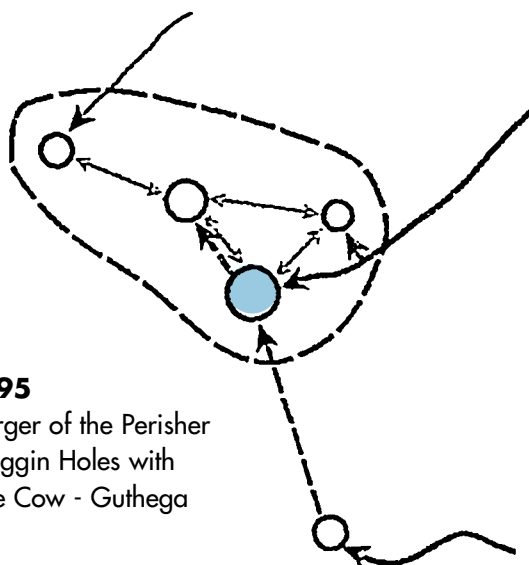 95
rger of the Perisher
ggin Holes with
e Cow - Guthega